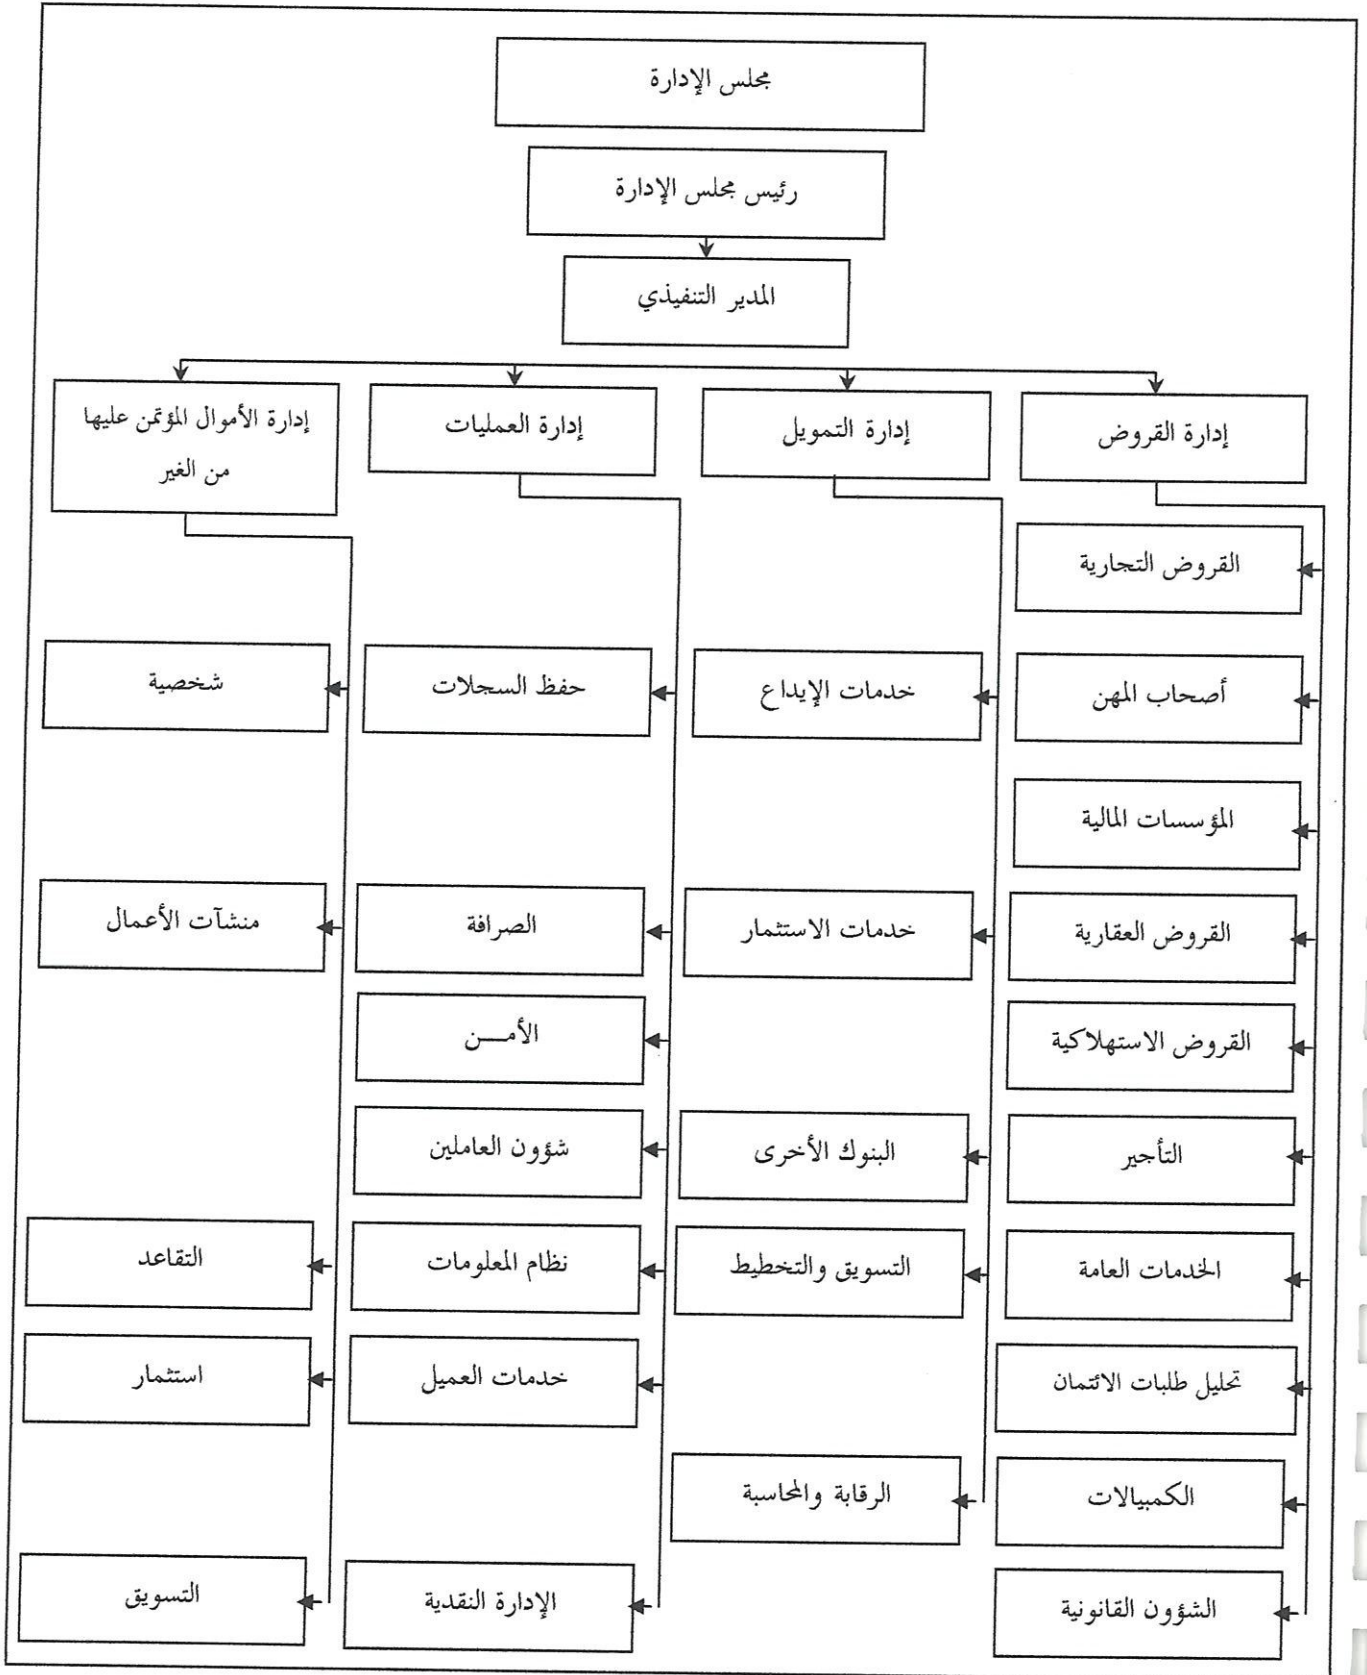 مجلس الإدارة
رئيس مجلس الإدارة
المدير التنفيذي
إدارة القروض
إدارة التمويل
إدارة العمليات
إدارة الأموال المؤتمن عليها
من الغير
القروض التجارية
أصحاب المهن
المؤسسات المالية
القروض العقارية
القروض الاستهلاكية
التأجير
الخدمات العامة
تحليل طلبات الائتمان
الكمبيالات
الشؤون القانونية
خدمات الإيداع
خدمات الاستثمار
البنوك الأخرى
التسويق والتخطيط
الرقابة والمحاسبة
حفظ السجلات
الصرافة
الأمــن
شؤون العاملين
نظام المعلومات
خدمات العميل
الإدارة النقدية
شخصية
منشآت الأعمال
التقاعد
استثمار
التسويق